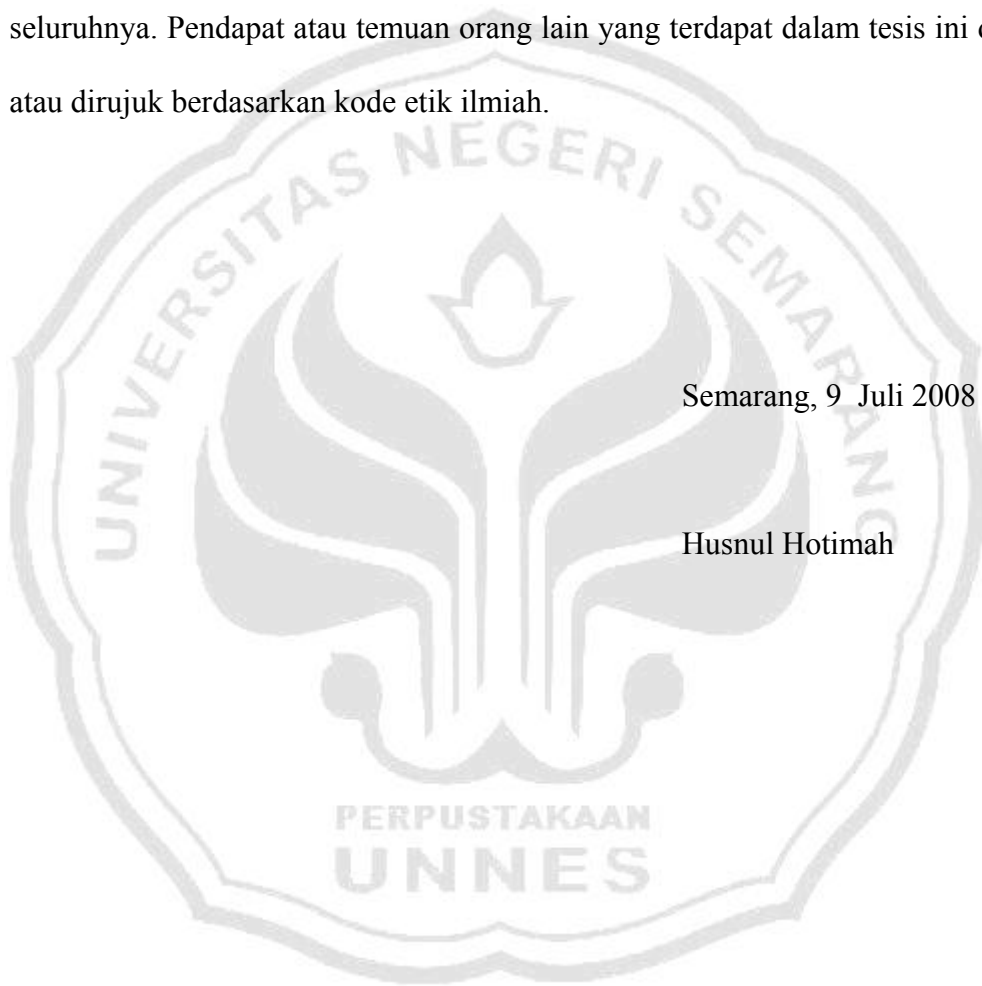 seluruhnya. Pendapat atau temuan orang lain yang terdapat dalam tesis ini
atau dirujuk berdasarkan kode etik ilmiah.
UNIVERSITAS NEGERI SEMARANG
Semarang, 9 Juli 2008
Husnul Hotimah
PERPUSTAKAAN
UNNES